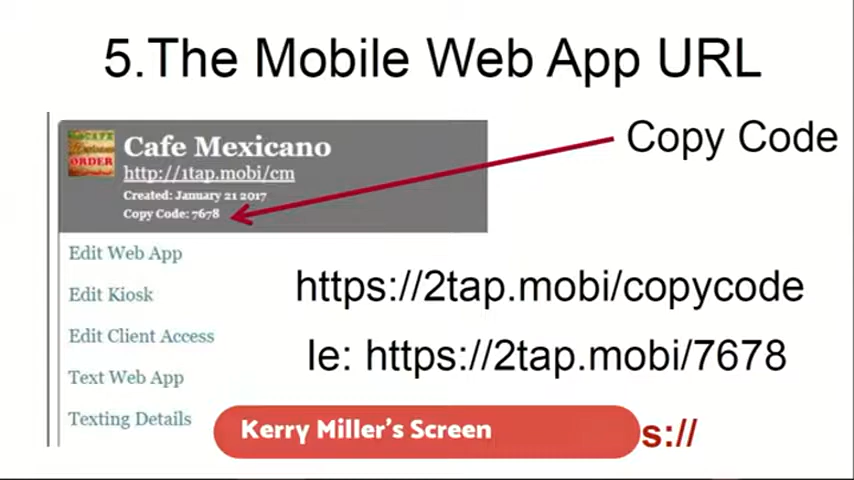 5.The Mobile Web App URL
Copy Code
CAFE
ORDER
Cafe Mexicano
http://1tap.mobi/cm
Created: January 21 2017
Copy Code: 7678
Edit Web App
Edit Kiosk
Edit Client Access
Text Web App
Texting Details
https://2tap.mobi/copycode
Ie: https://2tap.mobi/7678
Kerry Miller's Screen
s://